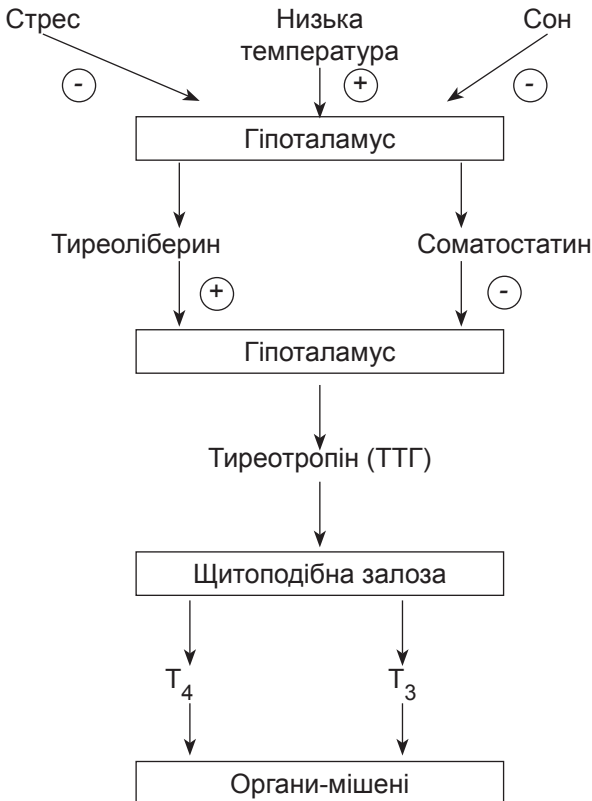 Стрес
Низька
температура
Сон
- + -
Гіпоталамус
Тиреоліберин
Соматостатин
+ -
Гіпоталамус
Тиреотропін (ТТГ)
Щитоподібна залоза
T4 T3
Органи-мішені